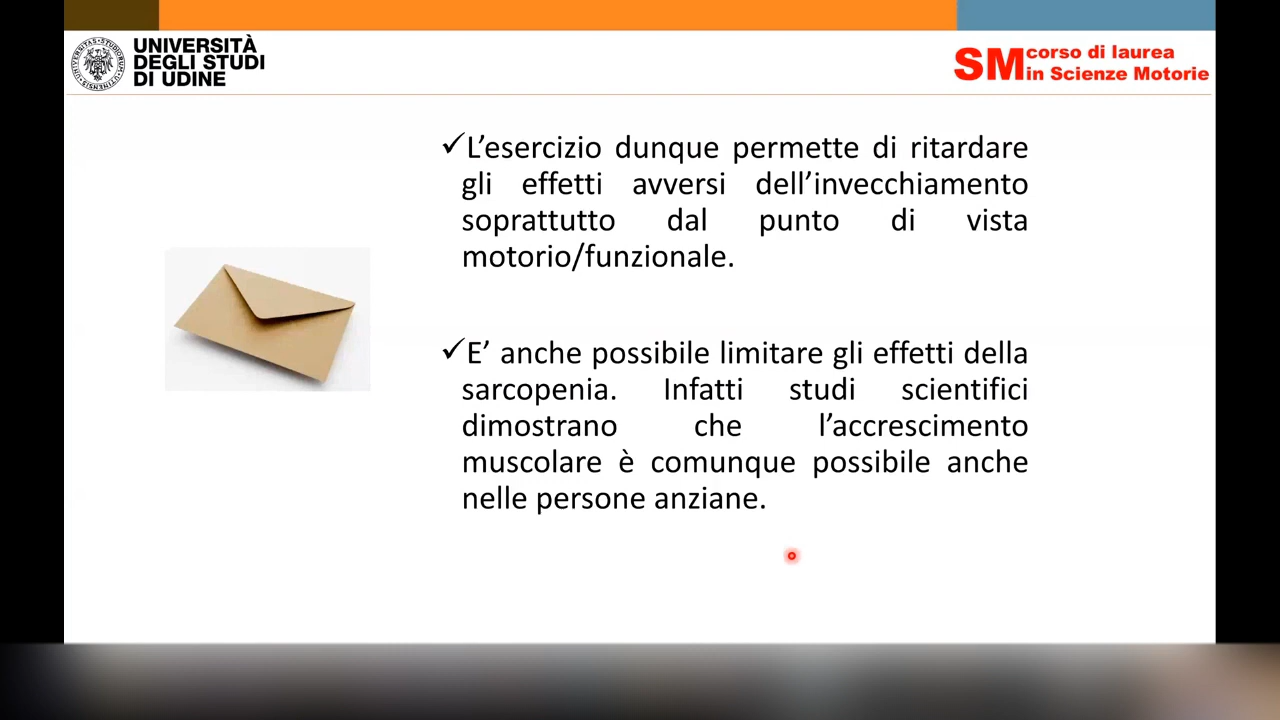 UNIVERSITÀ
DEGLI STUDI
DI UDINE
SM corso di laurea
in Scienze Motorie
✓L’esercizio dunque permette di ritardare
gli effetti avversi dell’invecchiamento
soprattutto dal punto di vista
motorio/funzionale.
✓E’ anche possibile limitare gli effetti della
sarcopenia. Infatti studi scientifici
dimostrano che l’accrescimento
muscolare è comunque possibile anche
nelle persone anziane.